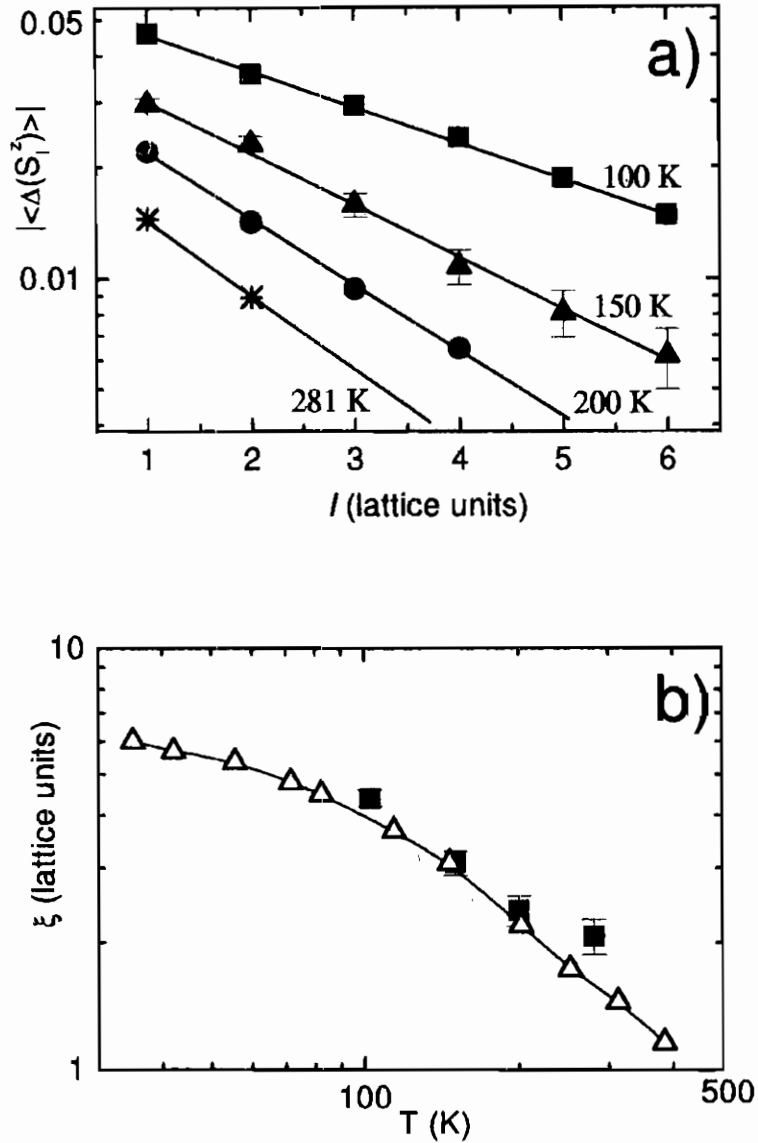 0.05
a)
|<Δ(S_l^z)>|
100 K
0.01
150 K
281 K
200 K
1 2 3 4 5 6
l (lattice units)
10
b)
ξ (lattice units)
1
100
500
T (K)